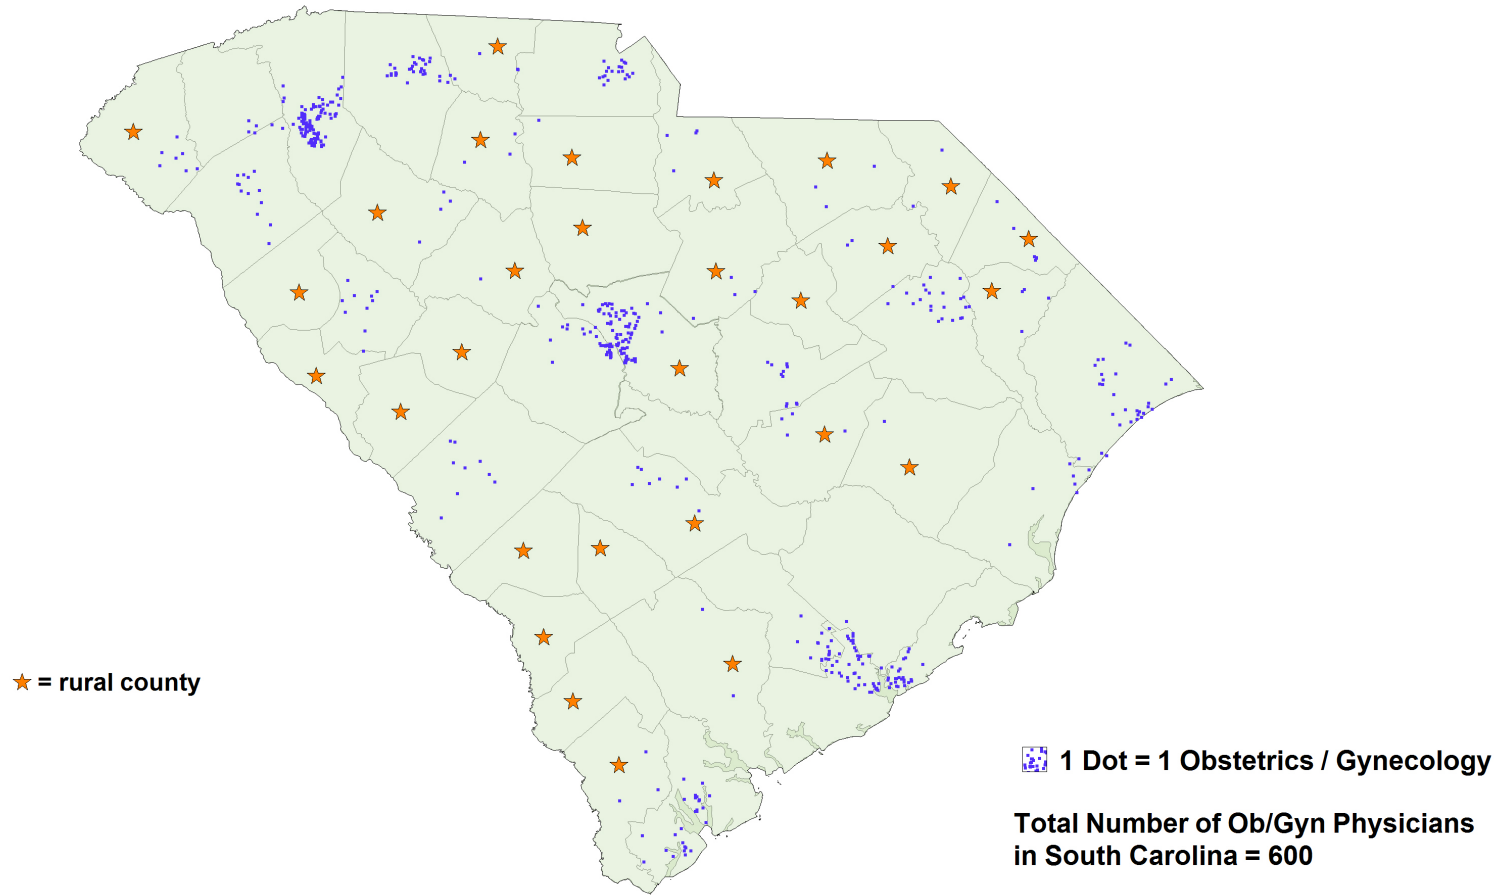 = rural county
1 Dot = 1 Obstetrics / Gynecology
Total Number of Ob/Gyn Physicians
in South Carolina = 600